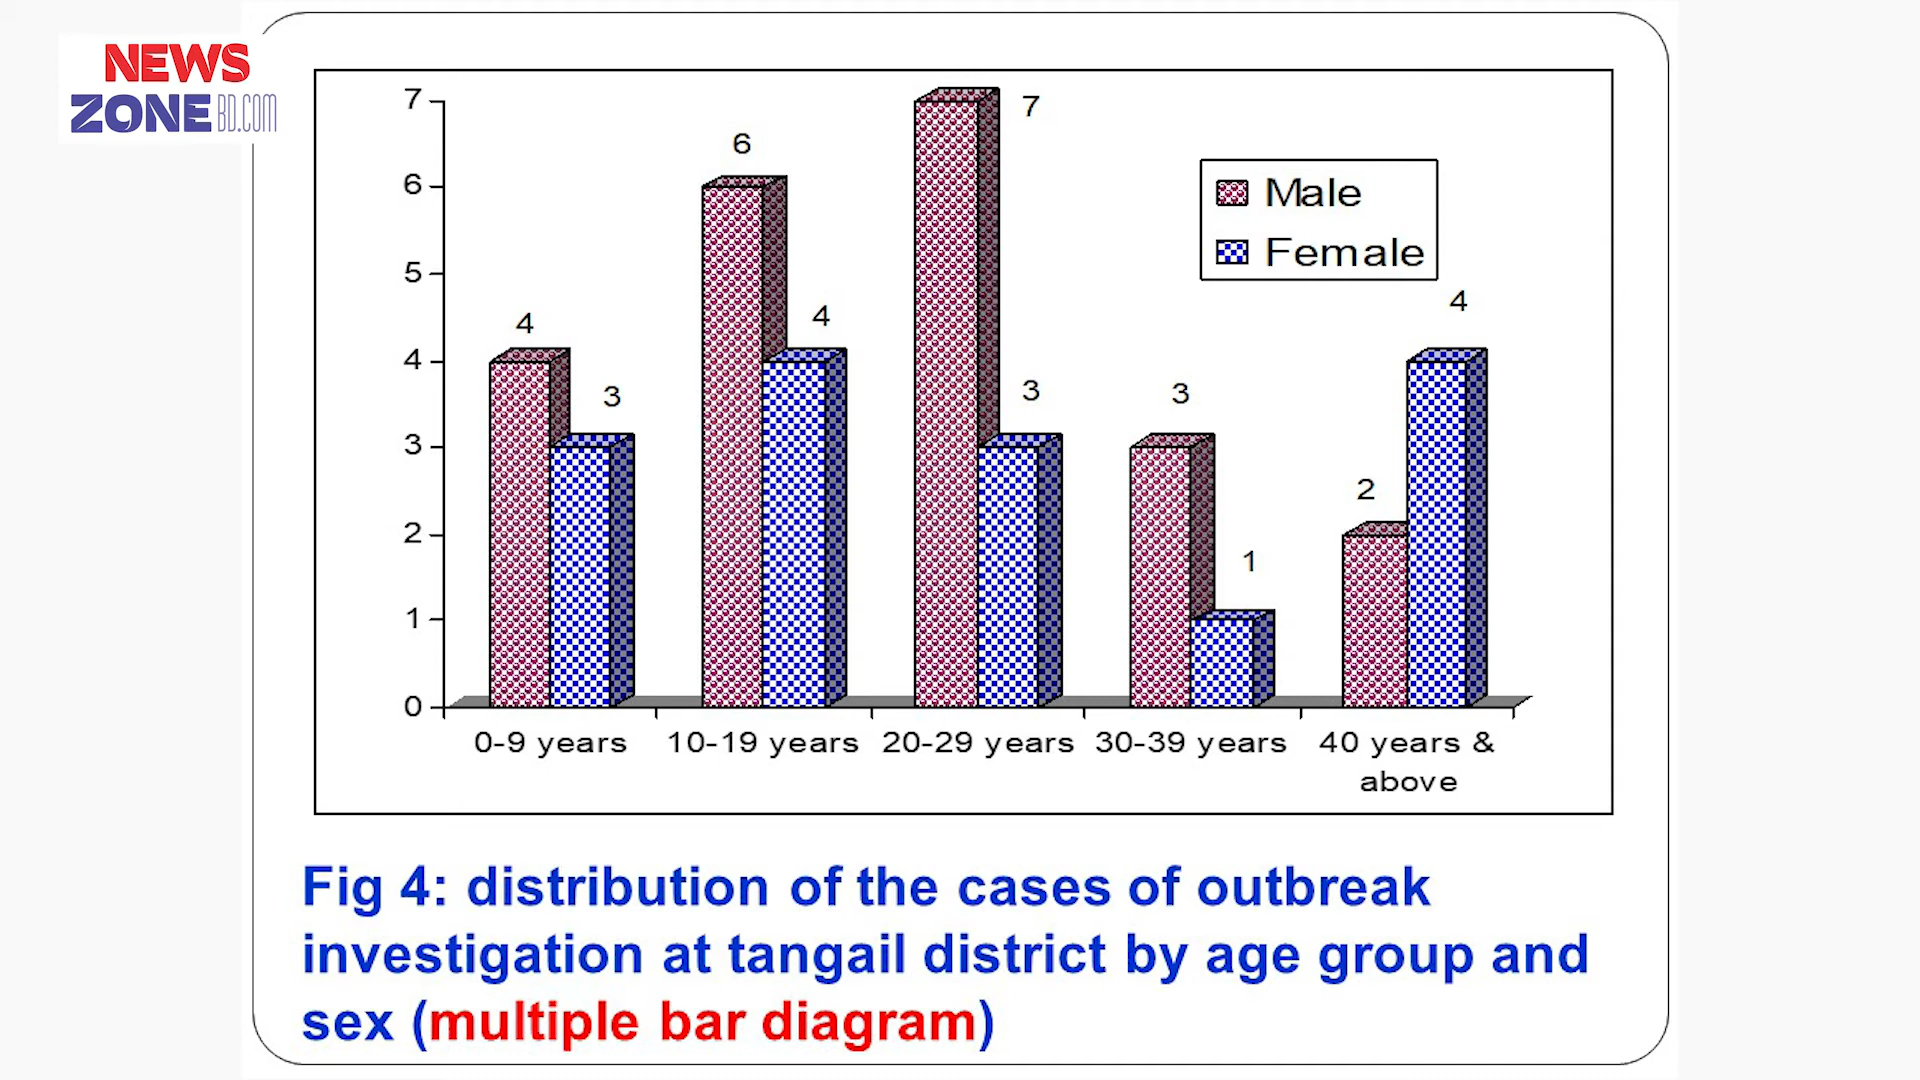 NEWS
ZONE BD.COM
7
7
6
6
Male
5
Female
4
4
4
4
3
3
3
3
2
2
1
1
0
0-9 years 10-19 years 20-29 years 30-39 years 40 years &
above
Fig 4: distribution of the cases of outbreak
investigation at tangail district by age group and
sex (multiple bar diagram)